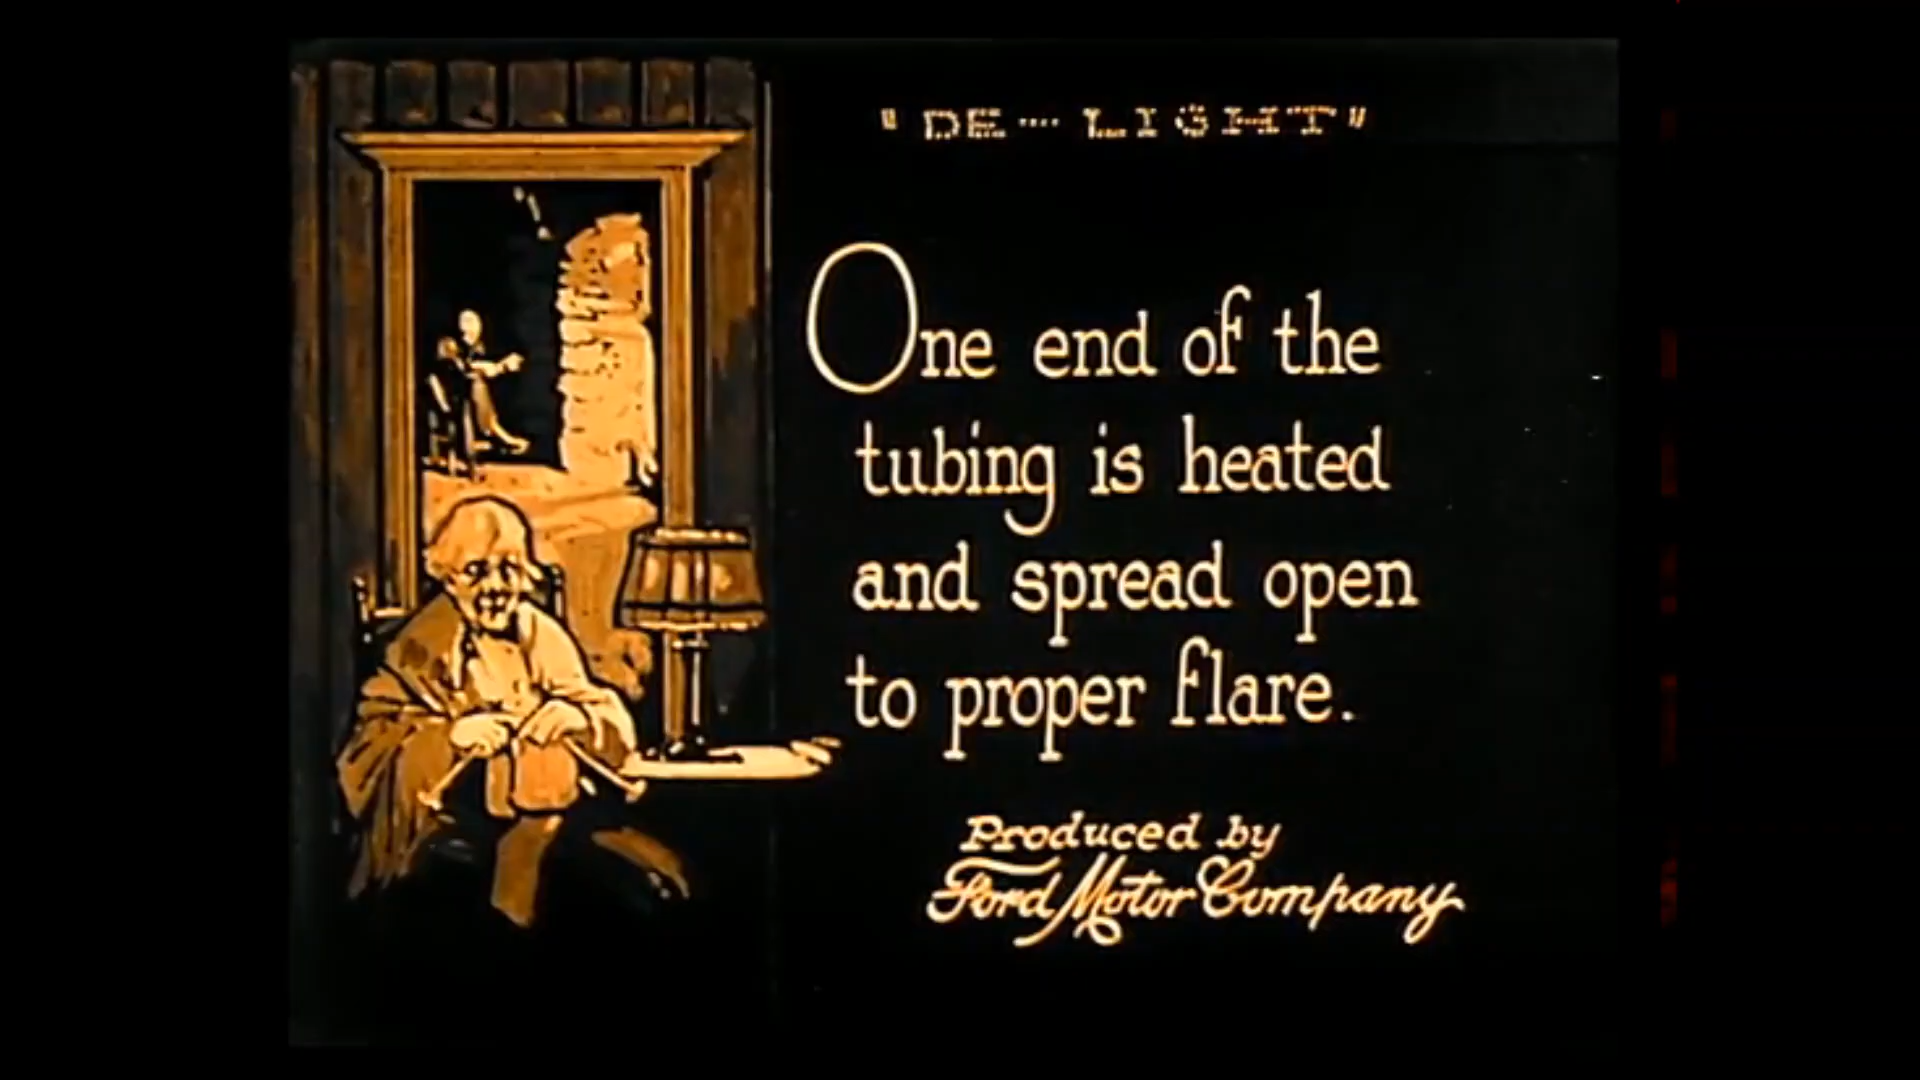 "DE-LIGHT"
One end of the
tubing is heated
and spread open
to proper flare.
Produced by
Ford Motor Company